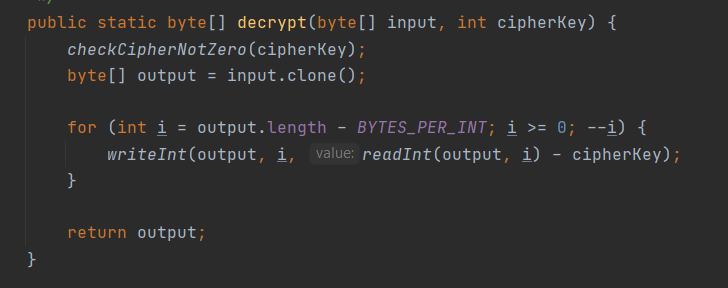 public static byte[] decrypt(byte[] input, int cipherKey) {
    checkCipherNotZero(cipherKey);
    byte[] output = input.clone();

    for (int i = output.length - BYTES_PER_INT; i >= 0; --i) {
        writeInt(output, i, value: readInt(output, i) - cipherKey);
    }

    return output;
}